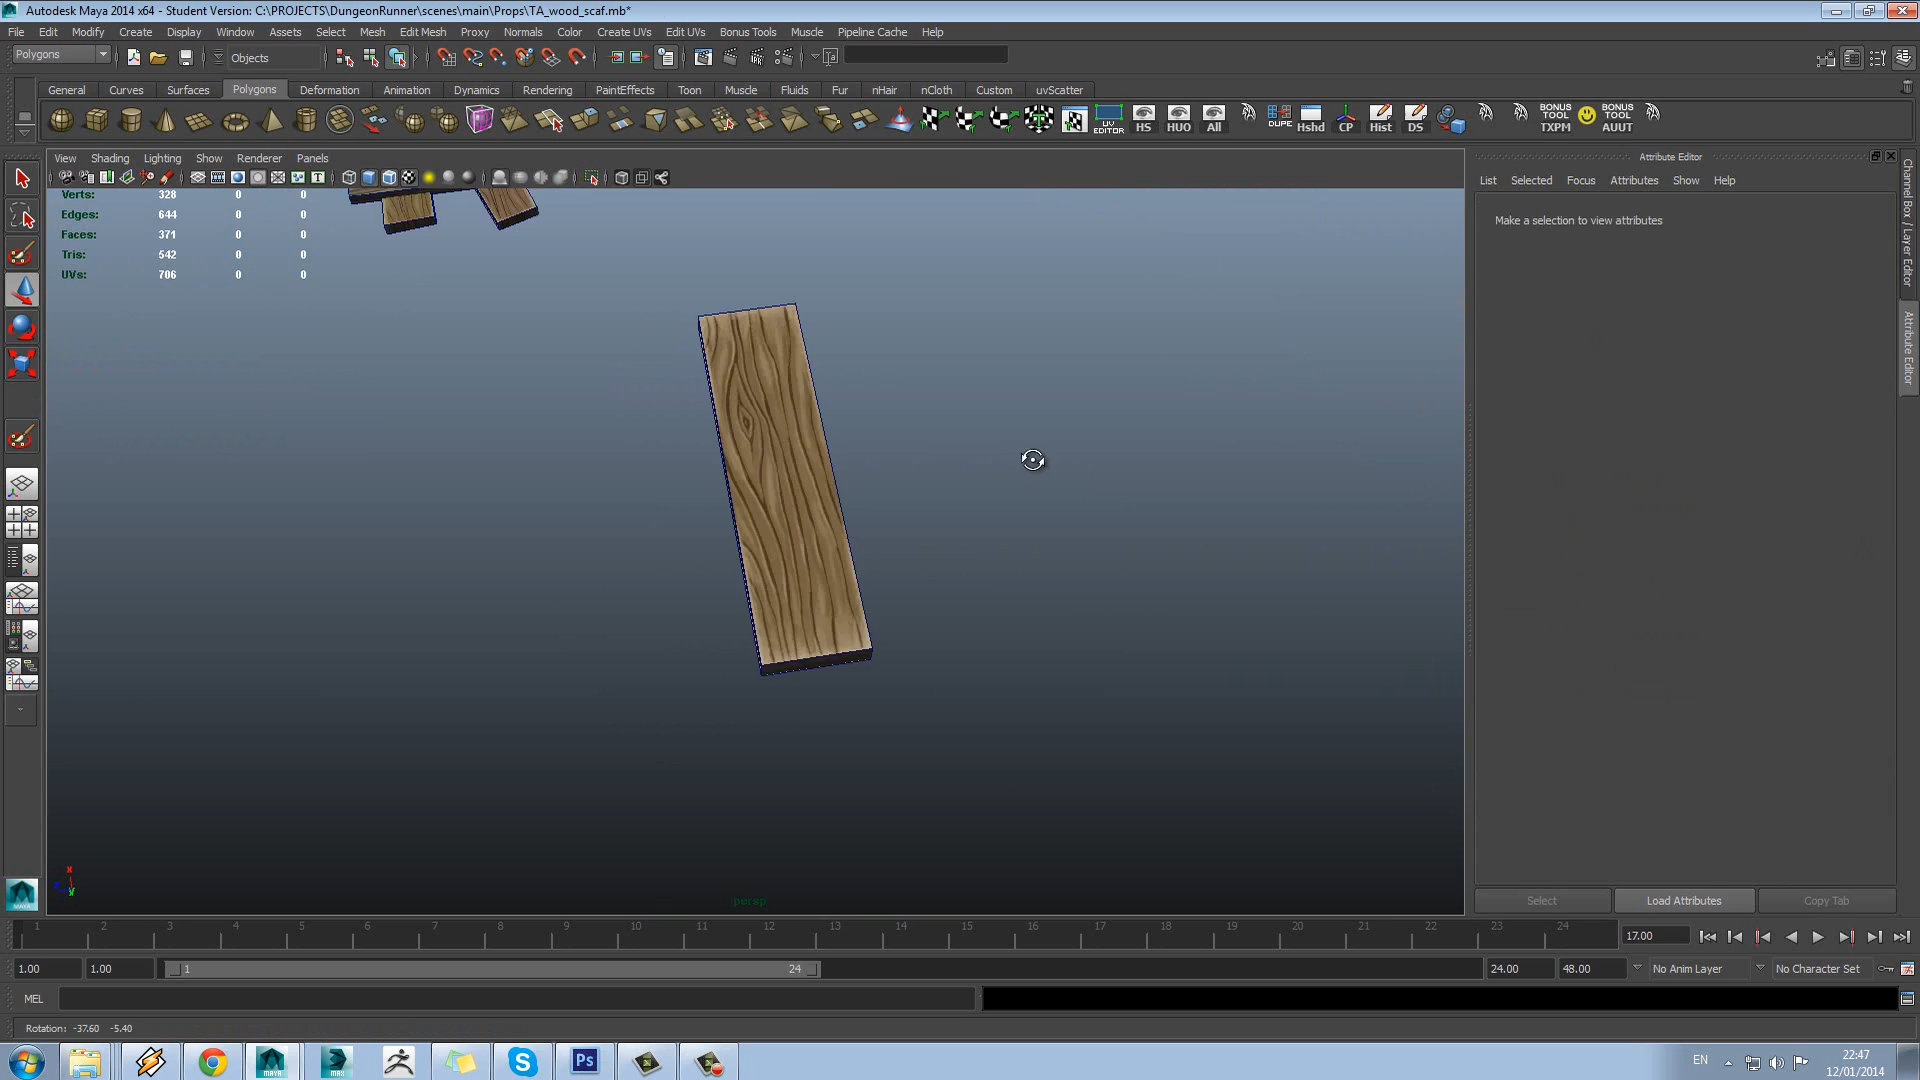 Autodesk Maya 2014 x64 - Student Version: C:\PROJECTS\DungeonRunner\scenes\main\Props\TA_wood_scaf.mb*
File Edit Modify Create Display Window Assets Select Mesh Edit Mesh Proxy Normals Color Create UVs Edit UVs Bonus Tools Muscle Pipeline Cache Help
Polygons Objects
General Curves Surfaces Polygons Deformation Animation Dynamics Rendering PaintEffects Toon Muscle Fluids Fur nHair nCloth Custom uvScatter
UV EDITOR HS HUO All DUPE Hshd CP Hist DS BONUS TOOL TXPM BONUS TOOL AUUT
View Shading Lighting Show Renderer Panels
Attribute Editor
List Selected Focus Attributes Show Help
Make a selection to view attributes
Channel Box / Layer Editor
Attribute Editor
Verts: 328 0 0
Edges: 644 0 0
Faces: 371 0 0
Tris: 542 0 0
UVs: 706 0 0
x
y
persp
Select Load Attributes Copy Tab
1 2 3 4 5 6 7 8 9 10 11 12 13 14 15 16 17 18 19 20 21 22 23 24 17.00
1.00 1.00 1 24 24.00 48.00 No Anim Layer No Character Set
MEL
Rotation: -37.60 -5.40
MAYA MAX Ps EN 22:47
12/01/2014